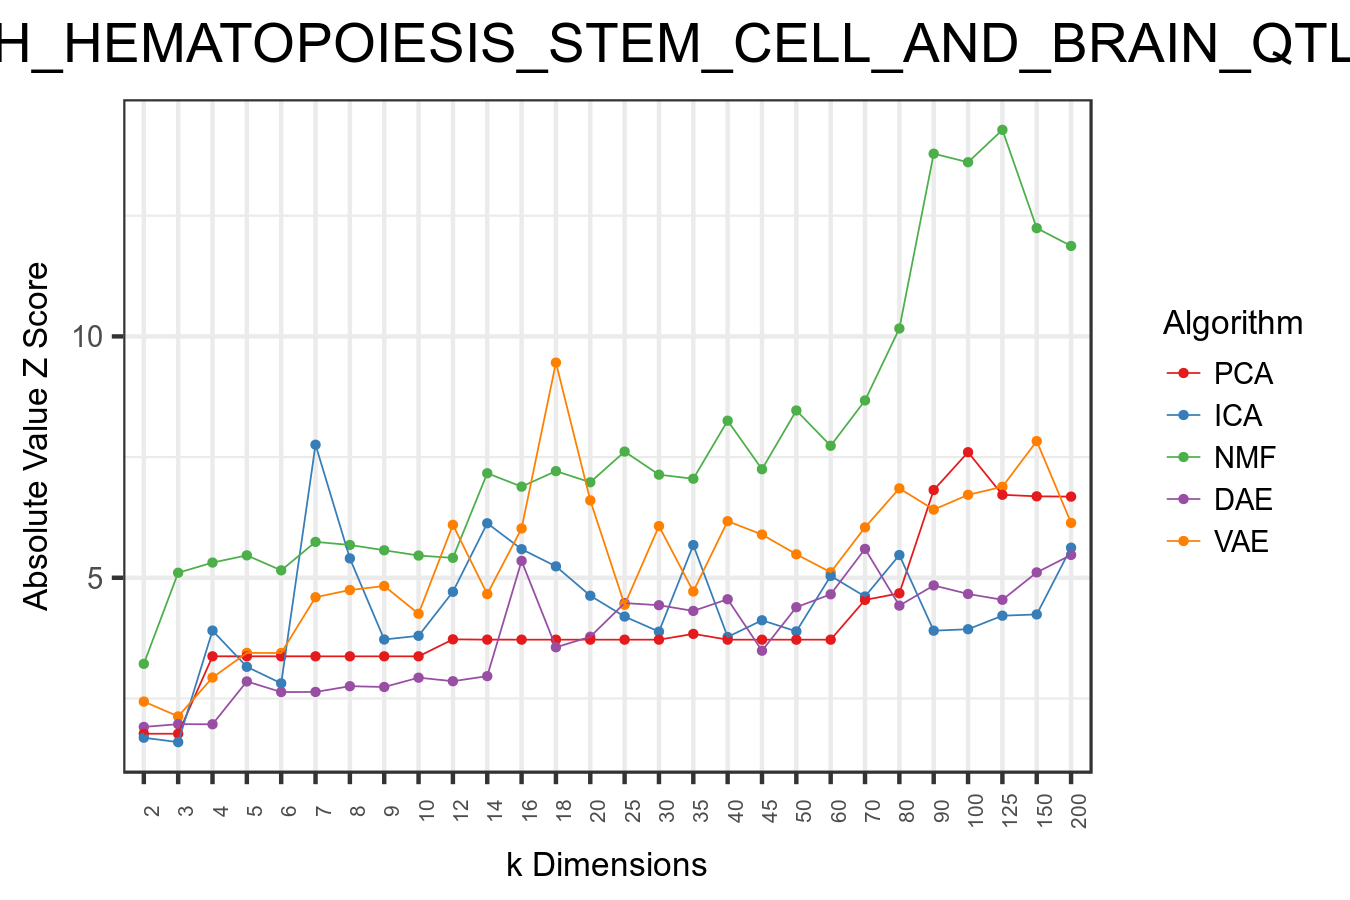 H_HEMATOPOIESIS_STEM_CELL_AND_BRAIN_QTL
Absolute Value Z Score
10
5
2 3 4 5 6 7 8 9 10 12 14 16 18 20 25 30 35 40 45 50 60 70 80 90 100 125 150 200
k Dimensions
Algorithm
PCA
ICA
NMF
DAE
VAE